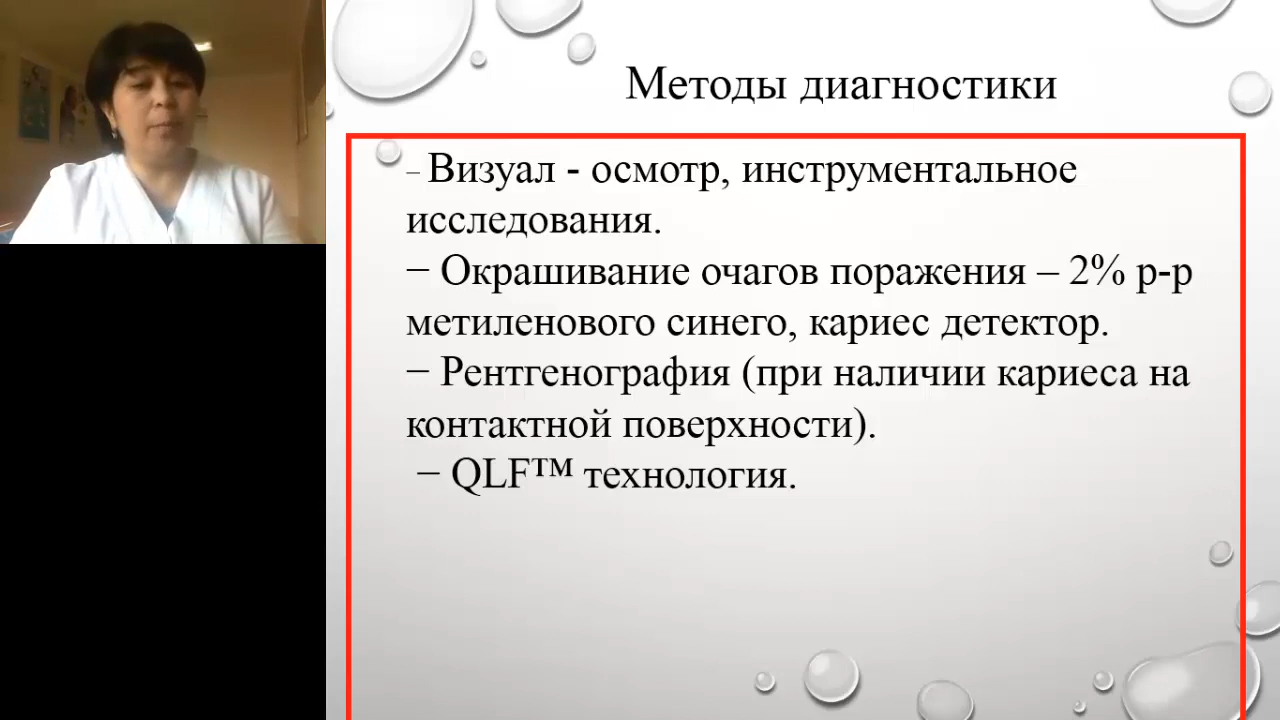 Методы диагностики
– Визуал - осмотр, инструментальное
исследования.
− Окрашивание очагов поражения – 2% р-р
метиленового синего, кариес детектор.
− Рентгенография (при наличии кариеса на
контактной поверхности).
− QLF™ технология.